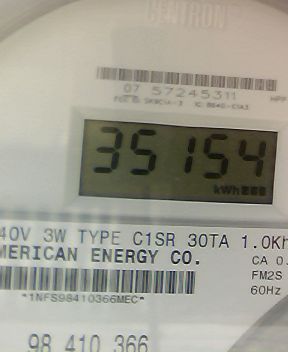 CENTRON
07 57245311
35154
kWh
40V 3W TYPE C1SR 30TA 1.0Kh
MERICAN ENERGY CO.
CA 0.
FM2S
60Hz
*1NFS98410366MEC*
98 410 366